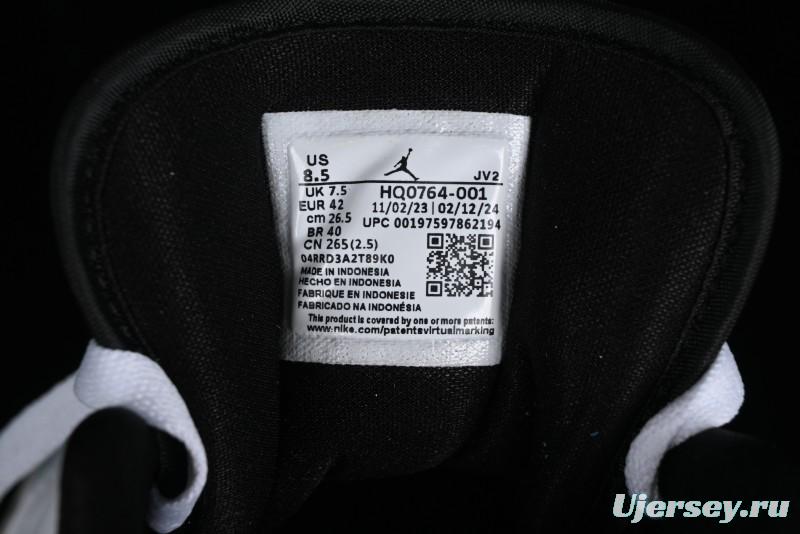 US
8.5 JV2
UK 7.5 HQ0764-001
EUR 42 11/02/23 | 02/12/24
cm 26.5 UPC 00197597862194
BR 40
CN 265(2.5)
04RRD3A2T89K0
MADE IN INDONESIA
HECHO EN INDONESIA
FABRIQUE EN INDONESIE
FABRICADO NA INDONÉSIA
This product is covered by one or more patents:
www.nike.com/patentsvirtualmarking
Ujersey.ru